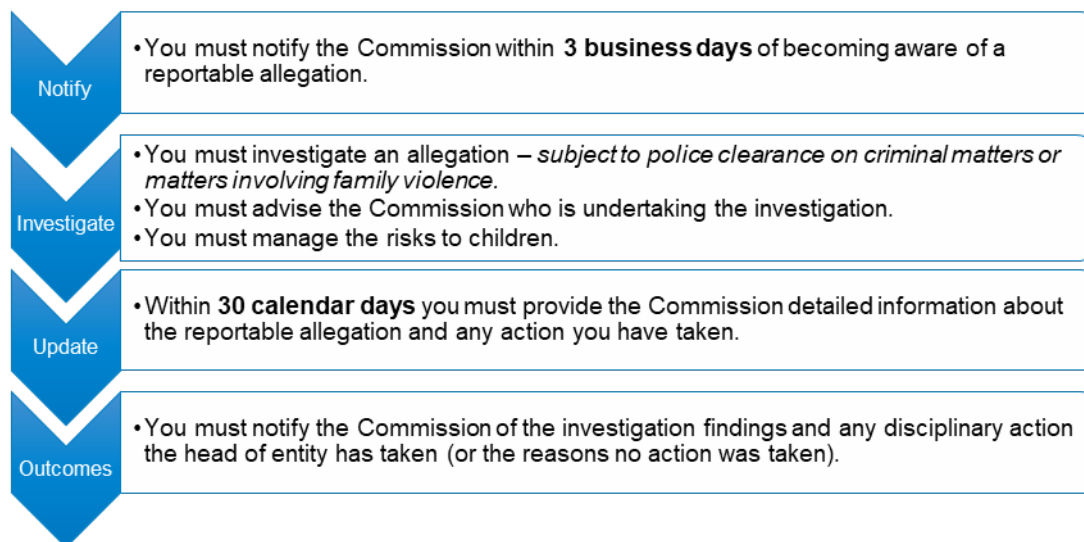 Notify
•You must notify the Commission within 3 business days of becoming aware of a
reportable allegation.
Investigate
•You must investigate an allegation – subject to police clearance on criminal matters or
matters involving family violence.
•You must advise the Commission who is undertaking the investigation.
•You must manage the risks to children.
Update
•Within 30 calendar days you must provide the Commission detailed information about
the reportable allegation and any action you have taken.
Outcomes
•You must notify the Commission of the investigation findings and any disciplinary action
the head of entity has taken (or the reasons no action was taken).